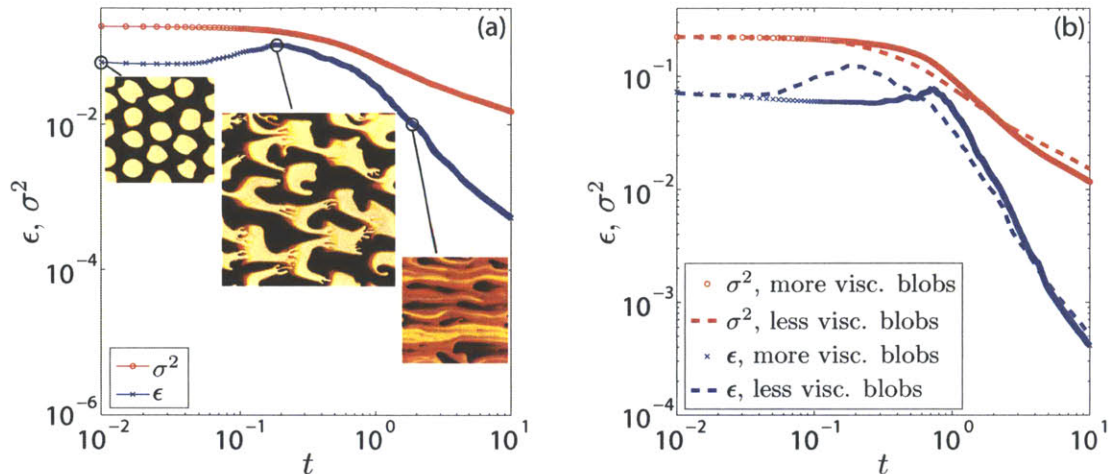 (a)
10^-2
10^-4
10^-6
ϵ, σ^2
σ^2
ϵ
10^-2 10^-1 10^0 10^1
t
(b)
10^-1
10^-2
10^-3
10^-4
ϵ, σ^2
σ^2, more visc. blobs
σ^2, less visc. blobs
ϵ, more visc. blobs
ϵ, less visc. blobs
10^-2 10^-1 10^0 10^1
t